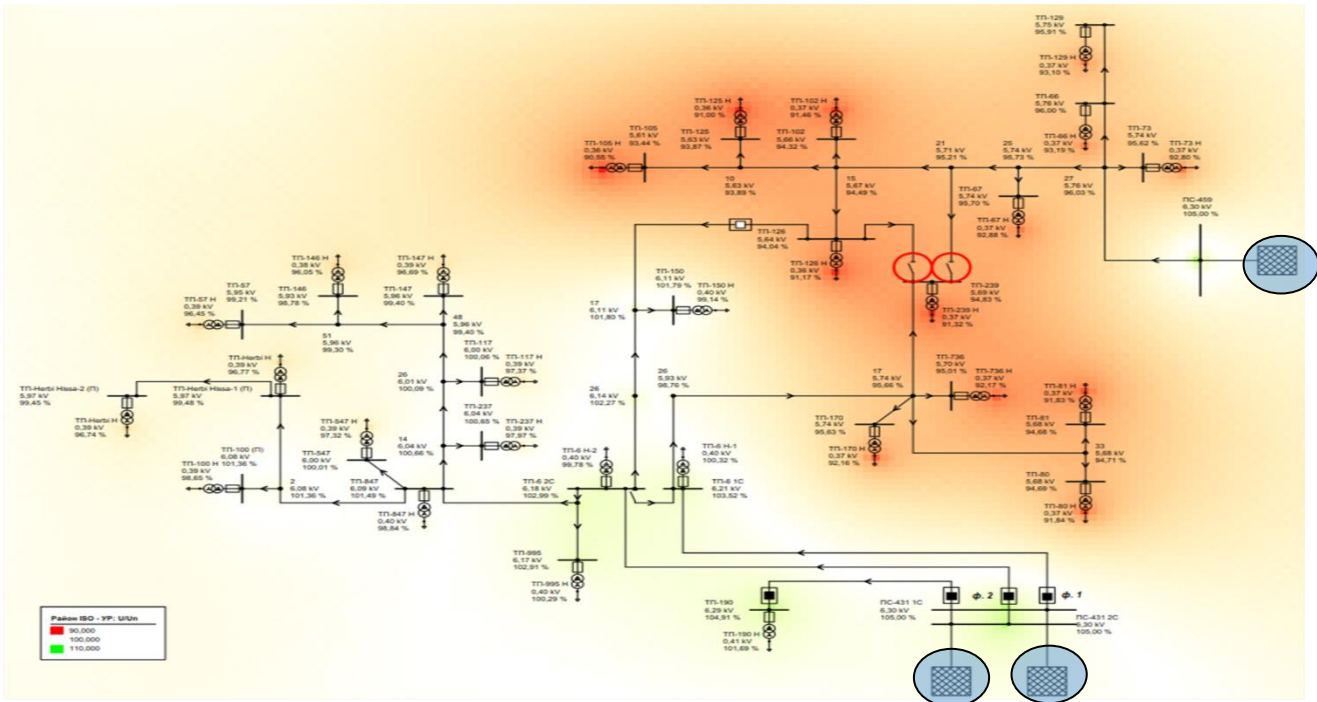 ТП-129
5,75 kV
95,91 %
ТП-129 Н
0,37 kV
93,10 %
ТП-66
5,76 kV
96,00 %
ТП-66 Н
0,37 kV
93,19 %
ТП-73
5,74 kV
95,62 %
ТП-73 Н
0,37 kV
92,80 %
ТП-125 Н
0,36 kV
91,00 %
ТП-125
5,63 kV
93,87 %
ТП-102 Н
0,37 kV
91,46 %
ТП-102
5,66 kV
94,32 %
ТП-105
5,61 kV
93,44 %
ТП-105 Н
0,36 kV
90,55 %
21
5,71 kV
95,21 %
25
5,74 kV
95,73 %
10
5,63 kV
93,89 %
15
5,67 kV
94,49 %
ТП-67
5,74 kV
95,70 %
ТП-67 Н
0,37 kV
92,88 %
27
5,76 kV
96,03 %
ПС-459
6,30 kV
105,00 %
ТП-126
5,64 kV
94,04 %
ТП-126 Н
0,36 kV
91,17 %
ТП-239
5,69 kV
94,83 %
ТП-239 Н
0,37 kV
91,32 %
ТП-146 Н
0,38 kV
96,05 %
ТП-146
5,93 kV
98,78 %
ТП-147 Н
0,39 kV
96,69 %
ТП-147
5,96 kV
99,40 %
ТП-57
5,95 kV
99,21 %
ТП-57 Н
0,39 kV
96,45 %
ТП-150
6,11 kV
101,79 %
ТП-150 Н
0,40 kV
99,14 %
17
6,11 kV
101,80 %
48
5,96 kV
99,40 %
51
5,96 kV
99,30 %
ТП-117
6,00 kV
100,06 %
ТП-117 Н
0,39 kV
97,37 %
ТП-Herbi Н
0,39 kV
96,77 %
ТП-Herbi Hissa-2 (П)
5,97 kV
99,45 %
ТП-Herbi Hissa-1 (П)
5,97 kV
99,48 %
ТП-Herbi Н
0,39 kV
96,74 %
26
6,01 kV
100,09 %
26
6,14 kV
102,27 %
26
5,93 kV
98,76 %
17
5,74 kV
95,66 %
ТП-736
5,70 kV
95,01 %
ТП-736 Н
0,37 kV
92,17 %
ТП-81 Н
0,37 kV
91,83 %
ТП-81
5,68 kV
94,68 %
ТП-237
6,04 kV
100,65 %
ТП-237 Н
0,39 kV
97,97 %
ТП-547 Н
0,39 kV
97,32 %
ТП-547
6,00 kV
100,01 %
14
6,04 kV
100,66 %
ТП-170
5,74 kV
95,63 %
ТП-170 Н
0,37 kV
92,16 %
33
5,68 kV
94,71 %
ТП-80
5,68 kV
94,69 %
ТП-80 Н
0,37 kV
91,84 %
ТП-100 (П)
6,08 kV
101,36 %
ТП-100 Н
0,39 kV
98,65 %
2
6,08 kV
101,36 %
ТП-847
6,09 kV
101,49 %
ТП-847 Н
0,40 kV
98,84 %
ТП-6 Н-2
0,40 kV
99,78 %
ТП-6 2С
6,18 kV
102,99 %
ТП-6 Н-1
0,40 kV
100,32 %
ТП-6 1С
6,21 kV
103,52 %
ТП-995
6,17 kV
102,91 %
ТП-995 Н
0,40 kV
100,29 %
ТП-190
6,29 kV
104,91 %
ТП-190 Н
0,41 kV
101,69 %
ПС-431 1С
6,30 kV
105,00 %
ф. 2
ф. 1
ПС-431 2С
6,30 kV
105,00 %
Район ISO - УР: U/Un
90,000
100,000
110,000